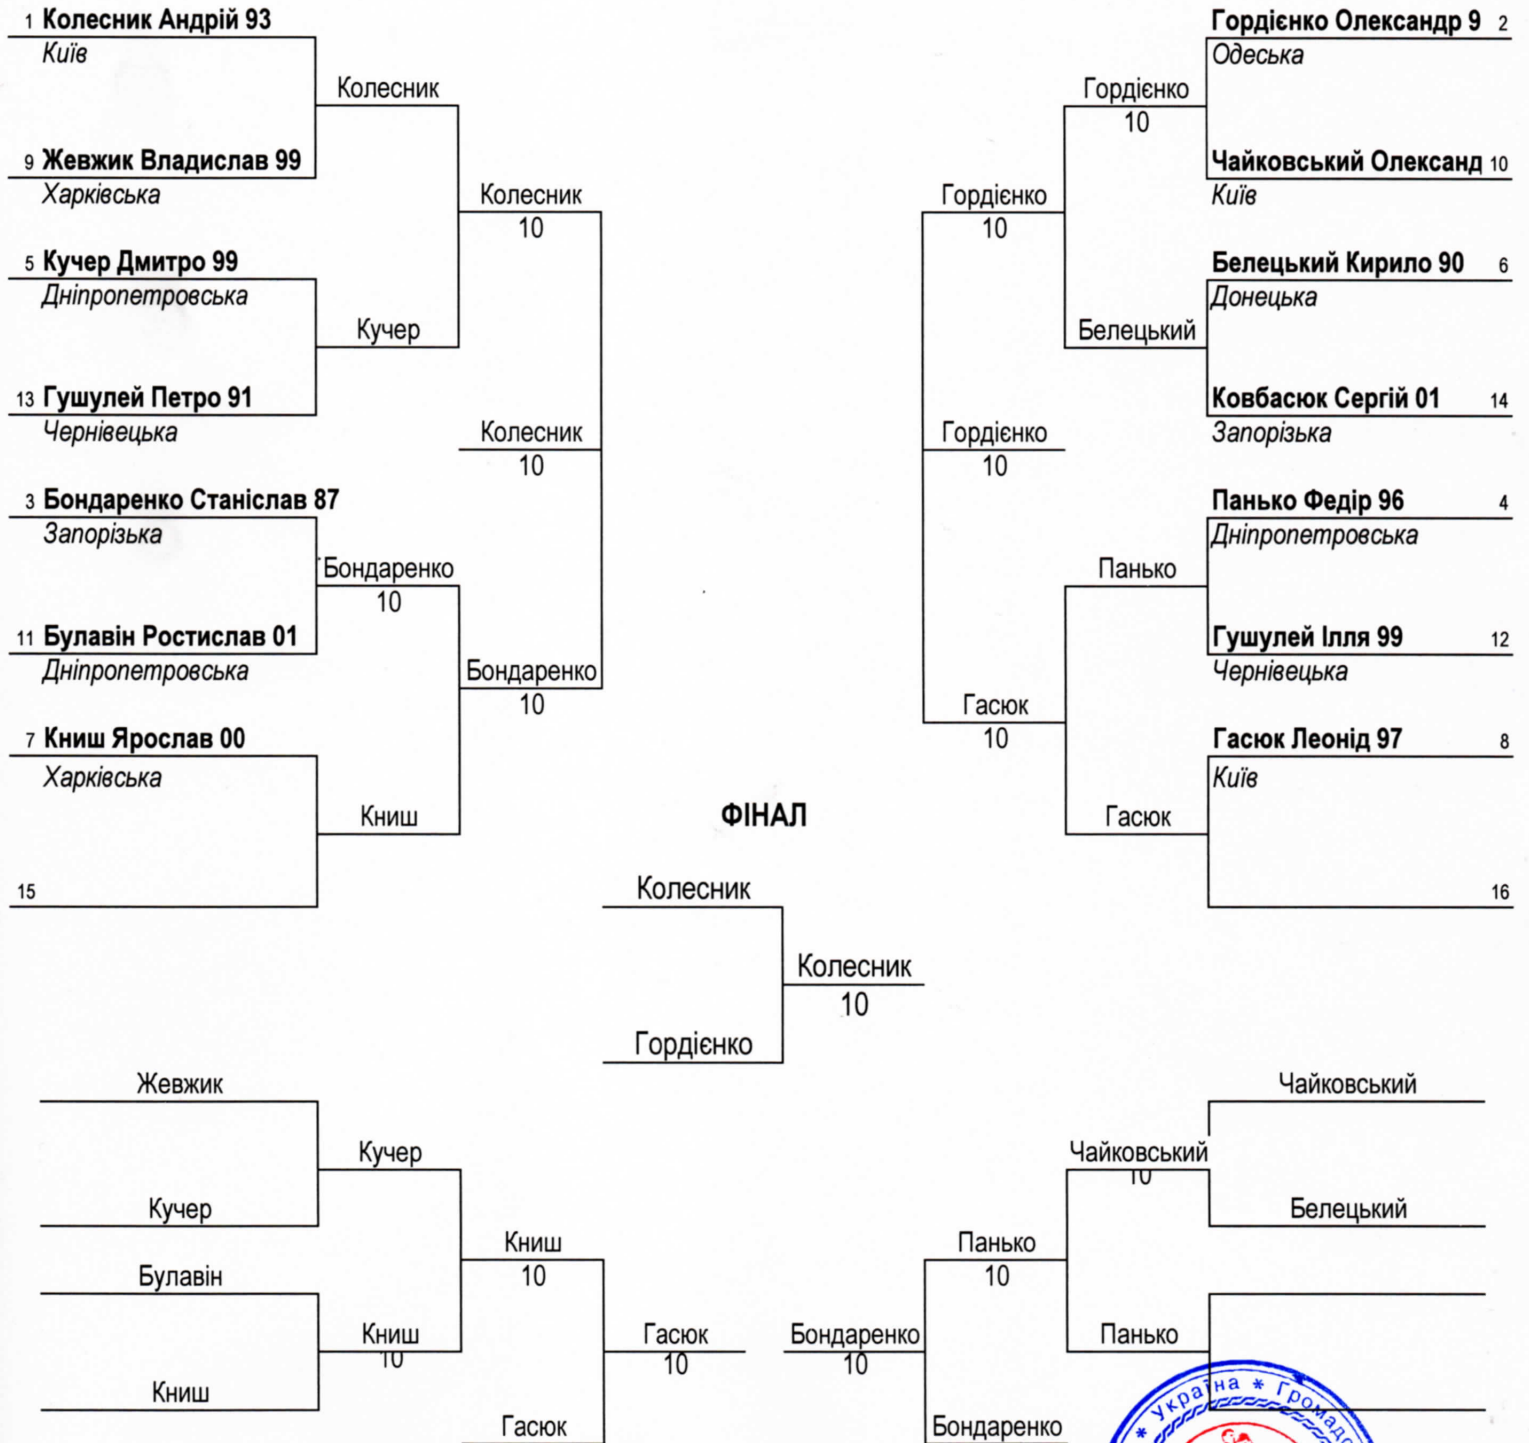 1 Колесник Андрій 93
Київ
Колесник
9 Жевжик Владислав 99
Харківська
Колесник
10
5 Кучер Дмитро 99
Дніпропетровська
Кучер
13 Гушулей Петро 91
Чернівецька
Колесник
10
3 Бондаренко Станіслав 87
Запорізька
Бондаренко
10
11 Булавін Ростислав 01
Дніпропетровська
Бондаренко
10
7 Книш Ярослав 00
Харківська
Книш
15
Гордієнко Олександр 9 2
Одеська
Гордієнко
10
Чайковський Олександ 10
Київ
Гордієнко
10
Белецький Кирило 90 6
Донецька
Белецький
Ковбасюк Сергій 01 14
Запорізька
Гордієнко
10
Панько Федір 96 4
Дніпропетровська
Панько
Гушулей Ілля 99 12
Чернівецька
Гасюк
10
Гасюк Леонід 97 8
Київ
Гасюк
16
ФІНАЛ
Колесник
Колесник
10
Гордієнко
Жевжик
Кучер
Кучер
Книш
10
Булавін
Книш
10
Книш
Гасюк
10
Гасюк
Чайковський
Чайковський
10
Белецький
Панько
10
Бондаренко
10
Панько
Бондаренко
* Україна * Громадс